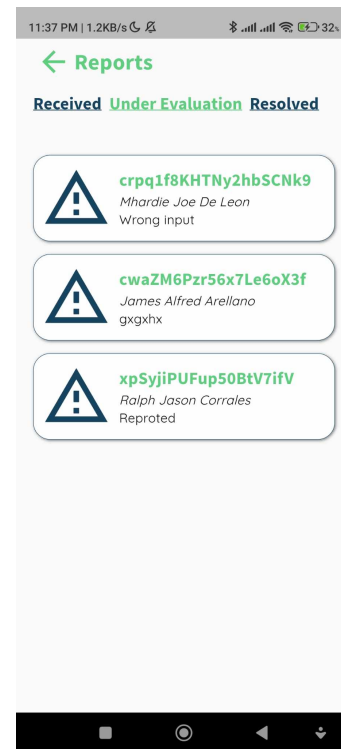 11:37 PM | 1.2KB/s
32%
Reports
Received Under Evaluation Resolved
crpq1f8KHTNy2hbSCNk9
Mhardie Joe De Leon
Wrong input
cwaZM6Pzr56x7Le6oX3f
James Alfred Arellano
gxgxhx
xpSyjiPUFup50BtV7ifV
Ralph Jason Corrales
Reproted